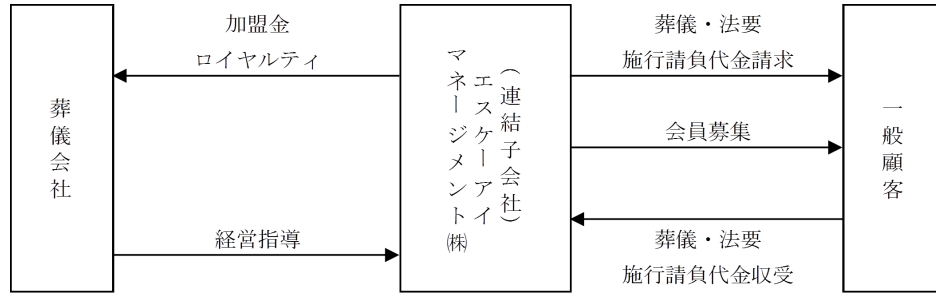 葬儀会社
加盟金
ロイヤルティ
経営指導
(連結子会社)
エスケーアイ
マネージメント㈱
葬儀・法要
施行請負代金請求
会員募集
葬儀・法要
施行請負代金収受
一般顧客